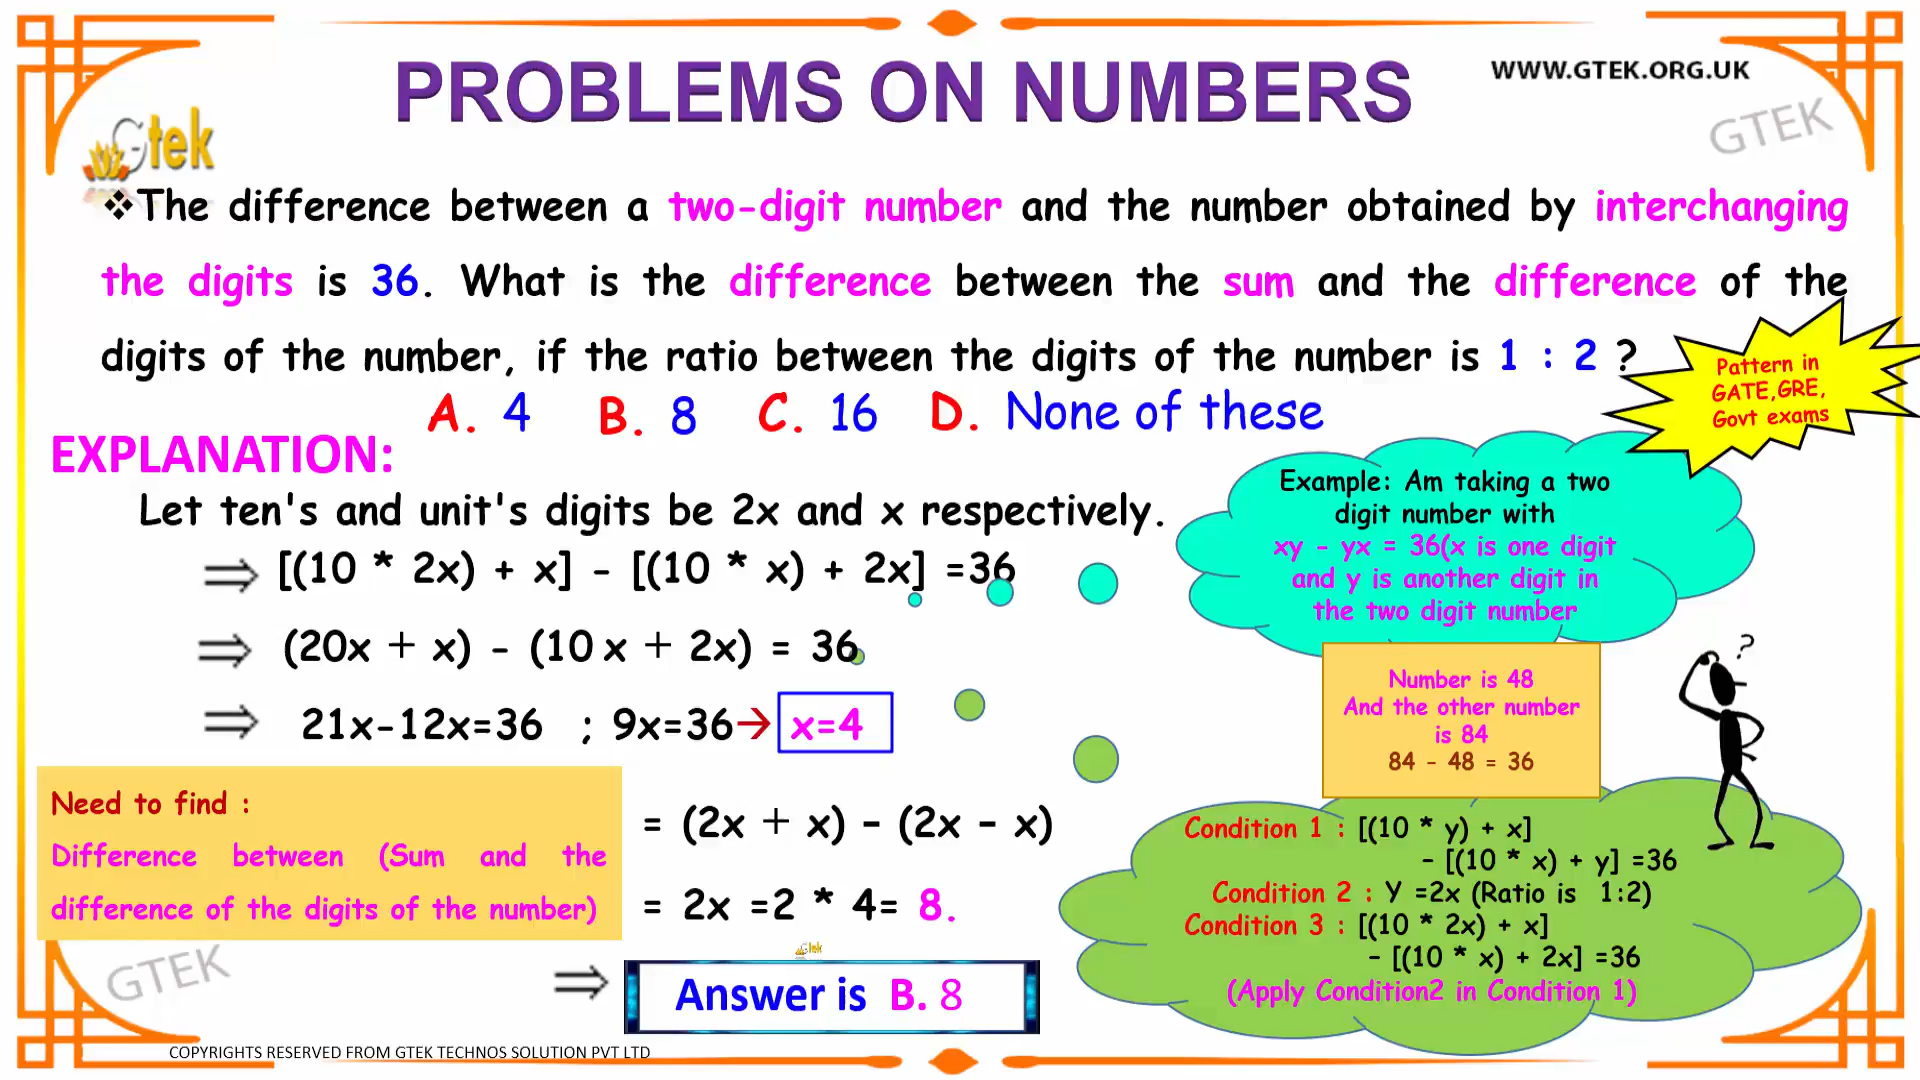 PROBLEMS ON NUMBERS
WWW.GTEK.ORG.UK
GTEK
Gtek
❖The difference between a two-digit number and the number obtained by interchanging
the digits is 36. What is the difference between the sum and the difference of the
digits of the number, if the ratio between the digits of the number is 1 : 2 ?
Pattern in
GATE,GRE,
Govt exams
A. 4 B. 8 C. 16 D. None of these
EXPLANATION:
Let ten's and unit's digits be 2x and x respectively.
⇒ [(10 * 2x) + x] - [(10 * x) + 2x] =36
⇒ (20x + x) - (10 x + 2x) = 36
⇒ 21x-12x=36 ; 9x=36→ x=4
Example: Am taking a two
digit number with
xy - yx = 36(x is one digit
and y is another digit in
the two digit number
Number is 48
And the other number
is 84
84 - 48 = 36
?
Need to find :
Difference between (Sum and the
difference of the digits of the number)
= (2x + x) – (2x – x)
= 2x =2 * 4= 8.
Gtek
⇒ Answer is B. 8
Condition 1 : [(10 * y) + x]
- [(10 * x) + y] =36
Condition 2 : Y =2x (Ratio is 1:2)
Condition 3 : [(10 * 2x) + x]
- [(10 * x) + 2x] =36
(Apply Condition2 in Condition 1)
GTEK
COPYRIGHTS RESERVED FROM GTEK TECHNOS SOLUTION PVT LTD